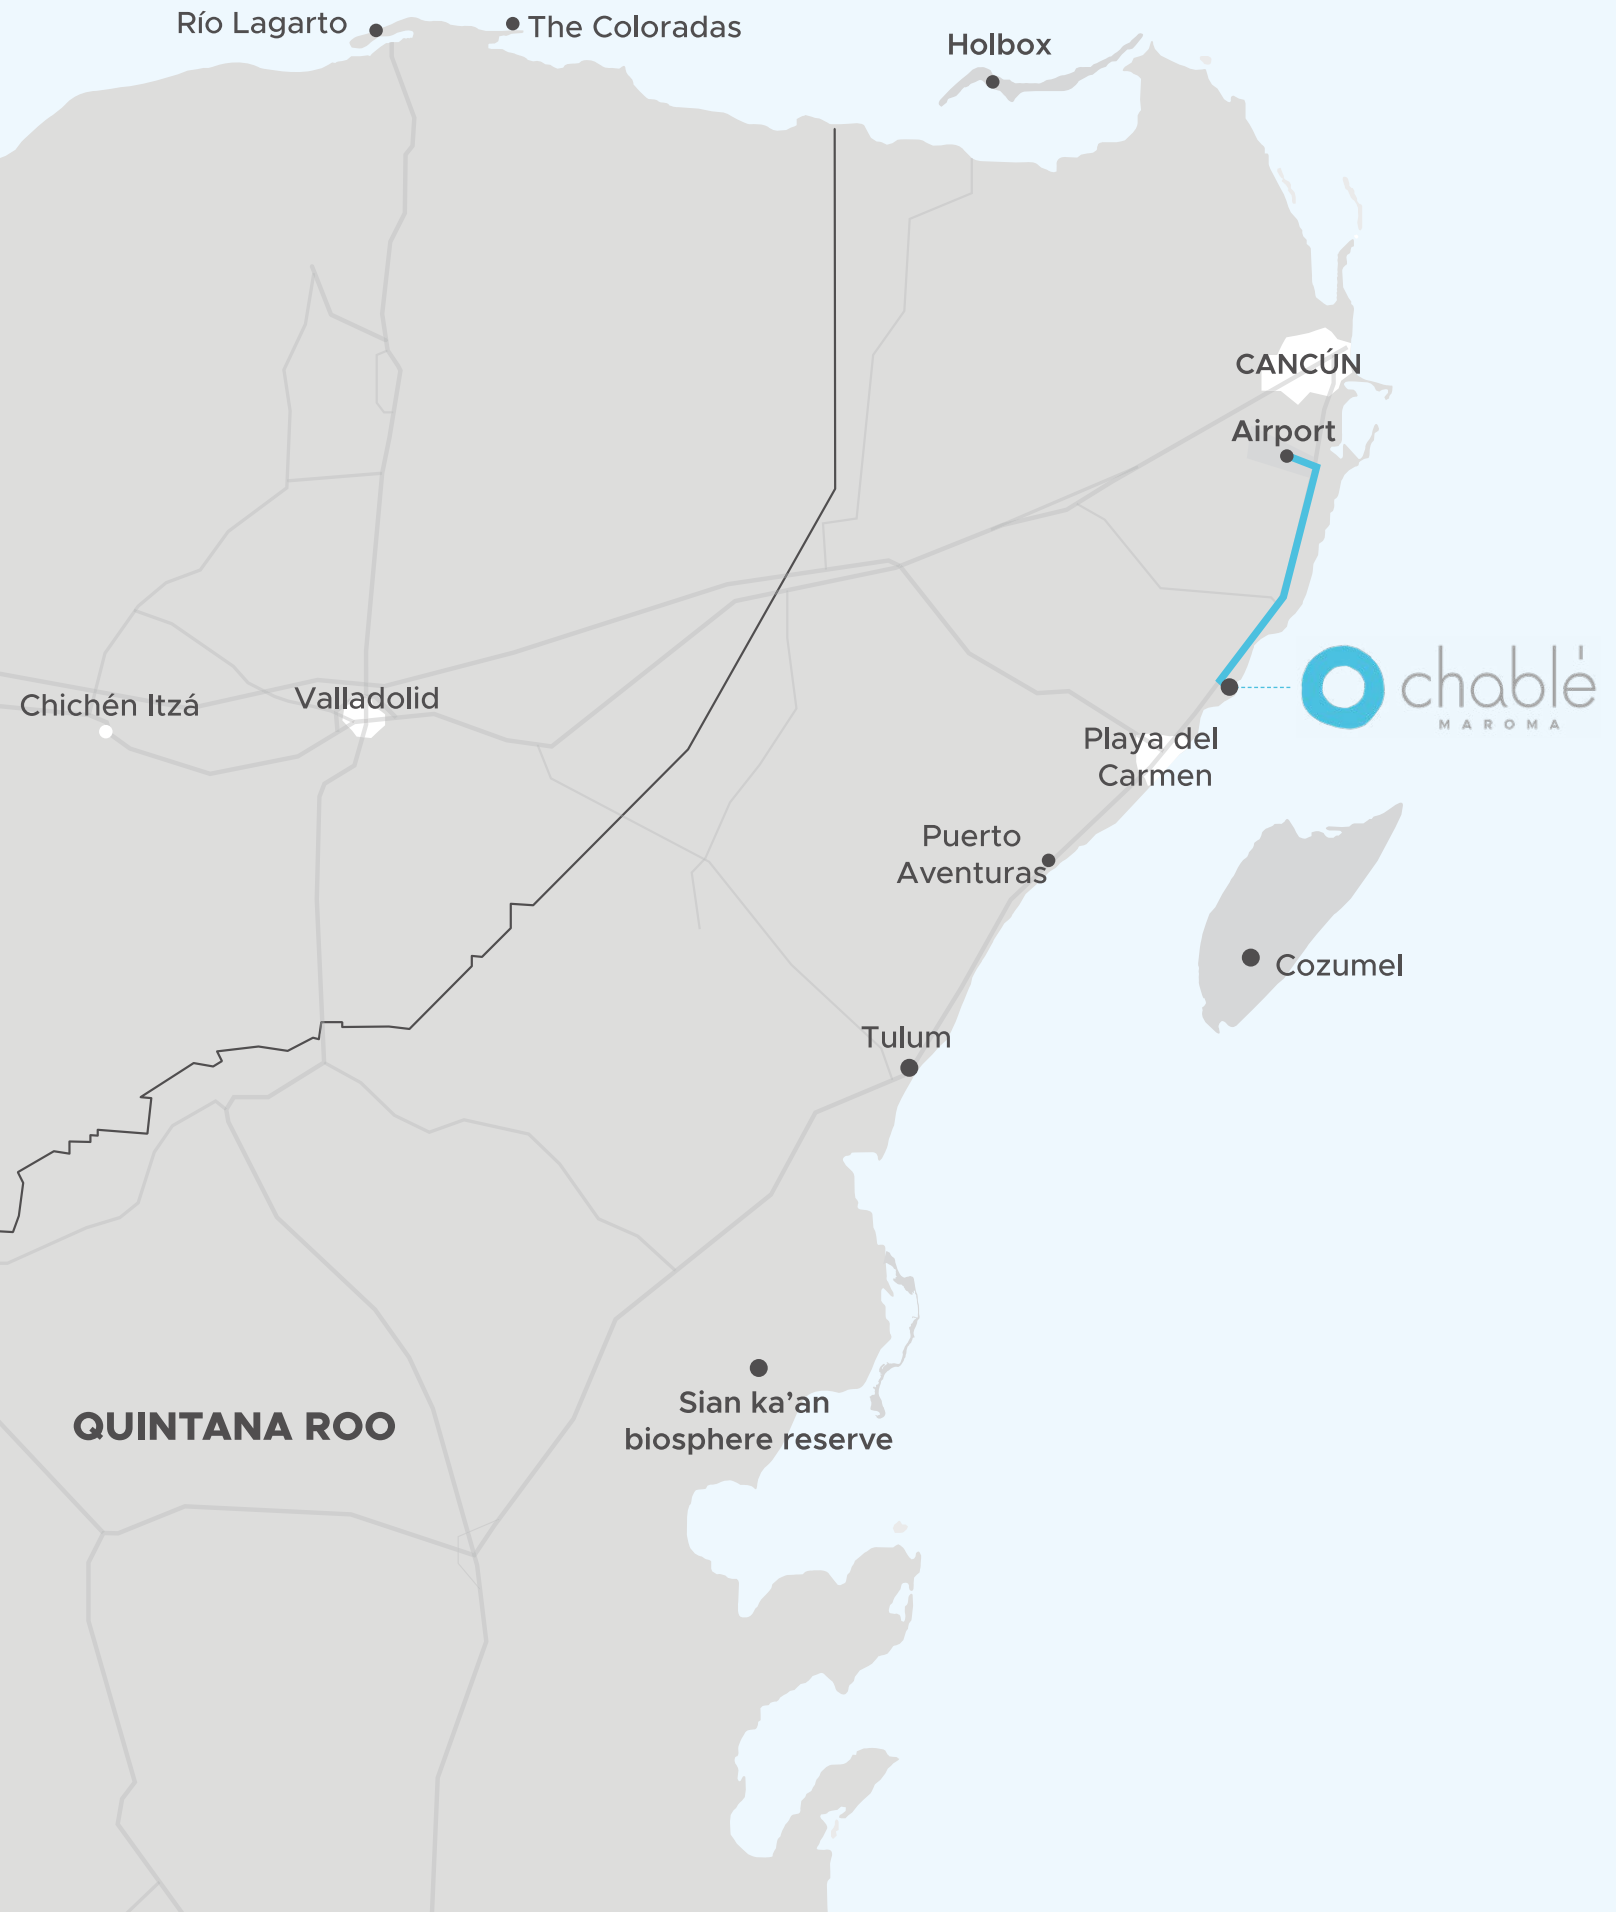 Río Lagarto
The Coloradas
Holbox
CANCÚN
Airport
chablé
MAROMA
Chichén Itzá
Valladolid
Playa del
Carmen
Puerto
Aventuras
Cozumel
Tulum
Sian ka’an
biosphere reserve
QUINTANA ROO